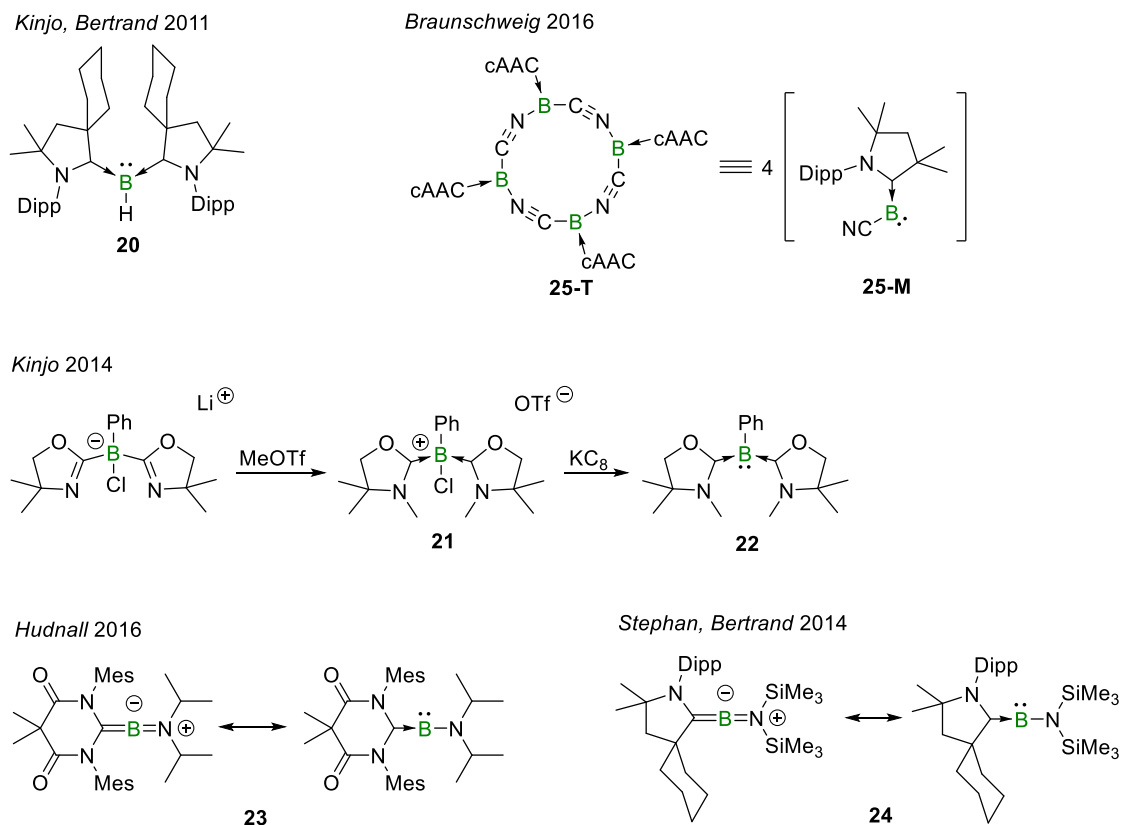 Kinjo, Bertrand 2011
Braunschweig 2016
N
Dipp
N
Dipp
B
H
20
cAAC
B C N
N B cAAC
C C
cAAC B N
N C B
cAAC
25-T
4
Dipp N
B
NC
25-M
Kinjo 2014
Li +
O − Ph O
B
N Cl N
MeOTf
OTf −
O + Ph O
B
N Cl N
21
KC8
O Ph O
B
N N
22
Hudnall 2016
O Mes
N −
B N +
N
O Mes
O Mes
N
B N
N
O Mes
23
Stephan, Bertrand 2014
Dipp
N − SiMe3
B N +
SiMe3
Dipp
N SiMe3
B N
SiMe3
24